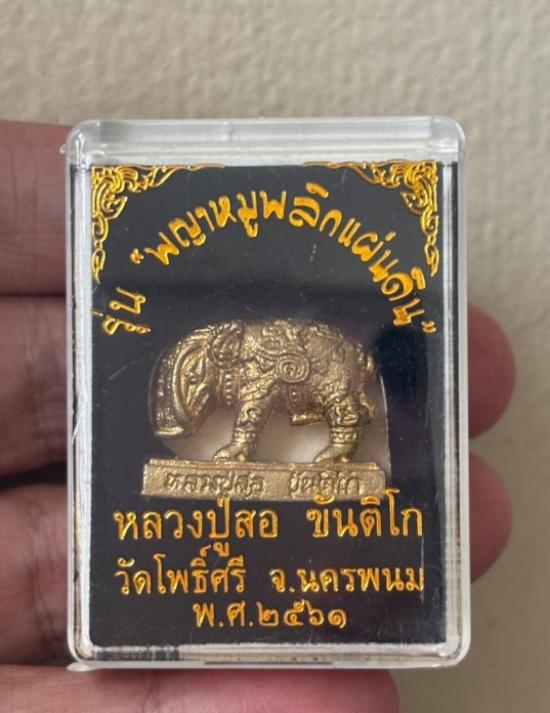 รุ่น "พญาหมูพลิกแผ่นดิน"
หลวงปู่สอ ขันติโก
หลวงปู่สอ ขันติโก
วัดโพธิ์ศรี จ.นครพนม
พ.ศ.๒๕๖๑